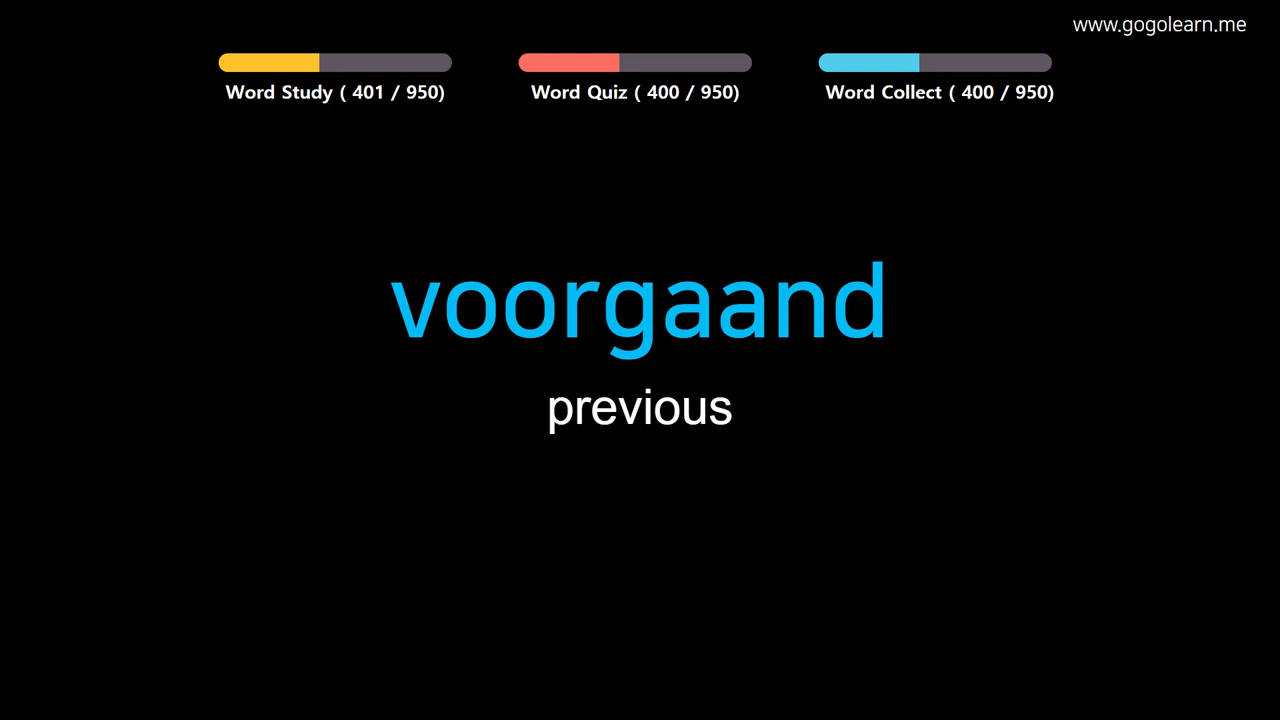 www.gogolearn.me
Word Study ( 401 / 950)
Word Quiz ( 400 / 950)
Word Collect ( 400 / 950)
voorgaand
previous